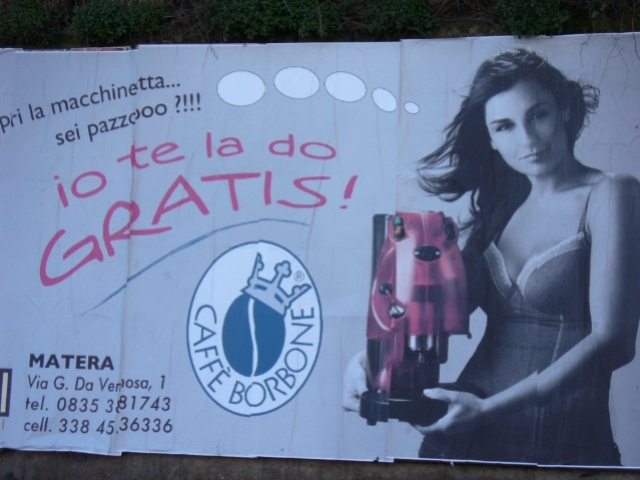 pri la macchinetta...
sei pazzooo ?!!!
io te la do
GRATIS!
CAFFÈ BORBONE ®
MATERA
Via G. Da Verrosa, 1
tel. 0835 381743
cell. 338 4536336